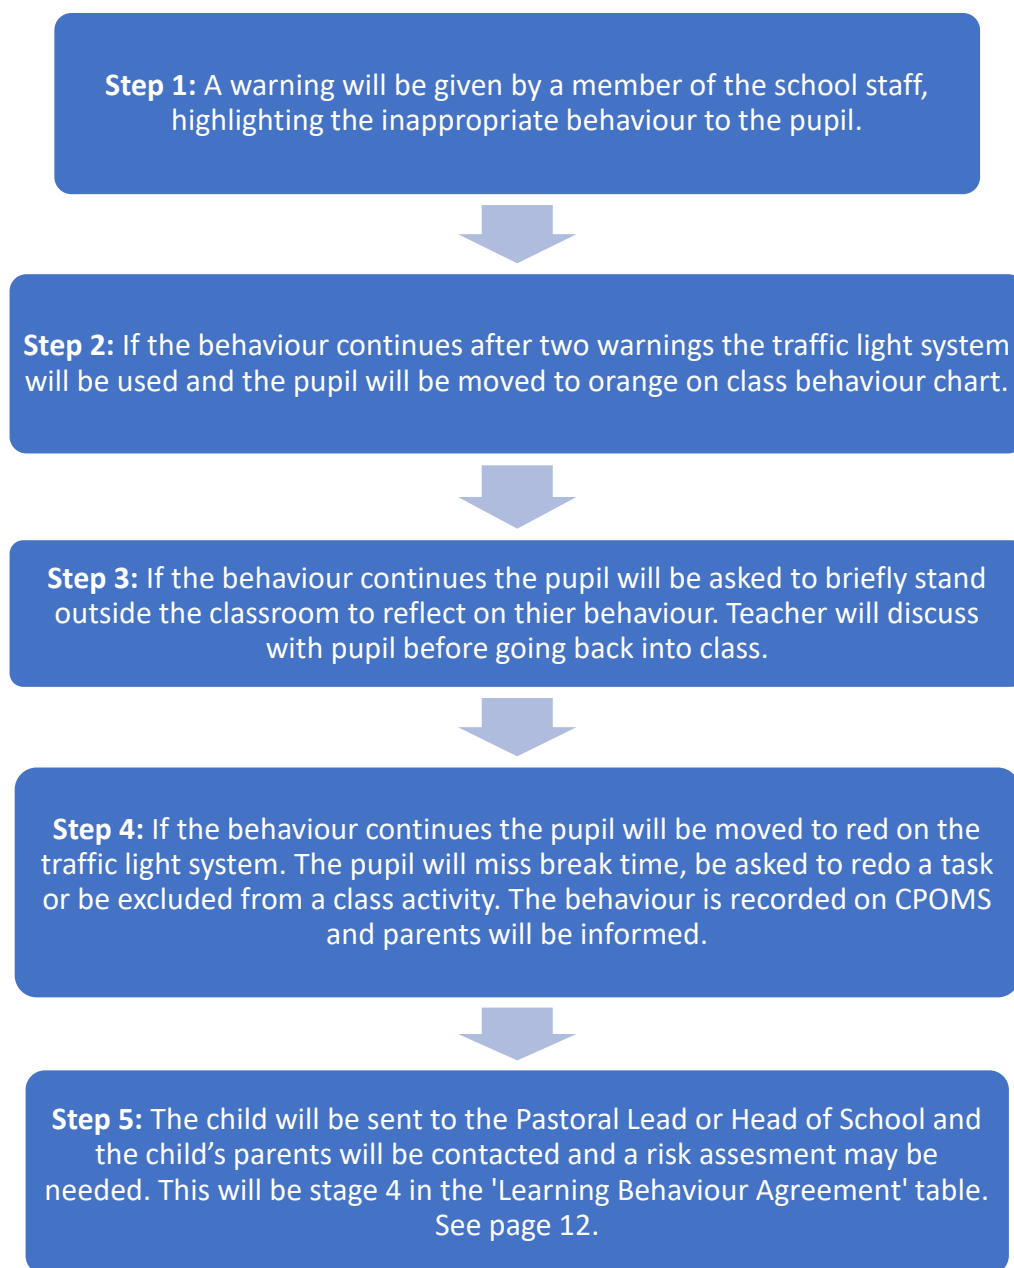 Step 1: A warning will be given by a member of the school staff,
highlighting the inappropriate behaviour to the pupil.
Step 2: If the behaviour continues after two warnings the traffic light system
will be used and the pupil will be moved to orange on class behaviour chart.
Step 3: If the behaviour continues the pupil will be asked to briefly stand
outside the classroom to reflect on thier behaviour. Teacher will discuss
with pupil before going back into class.
Step 4: If the behaviour continues the pupil will be moved to red on the
traffic light system. The pupil will miss break time, be asked to redo a task
or be excluded from a class activity. The behaviour is recorded on CPOMS
and parents will be informed.
Step 5: The child will be sent to the Pastoral Lead or Head of School and
the child’s parents will be contacted and a risk assesment may be
needed. This will be stage 4 in the 'Learning Behaviour Agreement' table.
See page 12.